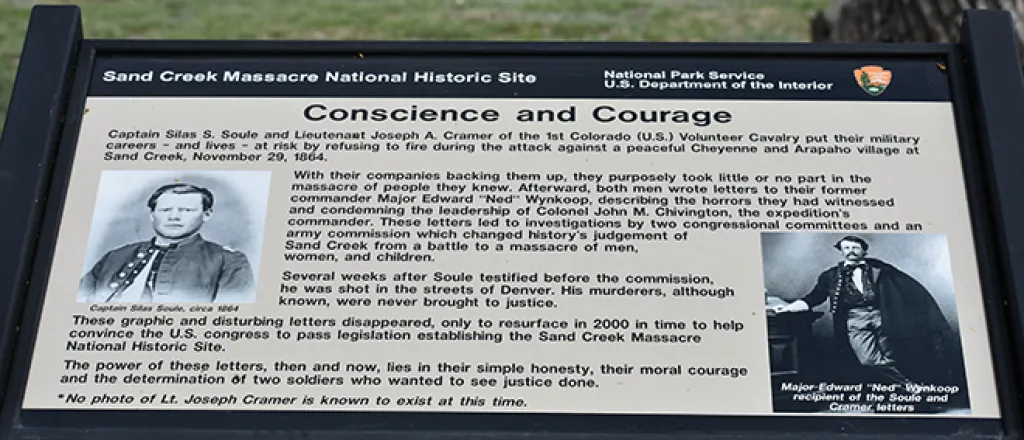 Sand Creek Massacre National Historic Site
National Park Service
U.S. Department of the Interior
Conscience and Courage
Captain Silas S. Soule and Lieutenant Joseph A. Cramer of the 1st Colorado (U.S.) Volunteer Cavalry put their military
careers - and lives - at risk by refusing to fire during the attack against a peaceful Cheyenne and Arapaho village at
Sand Creek, November 29, 1864.
With their companies backing them up, they purposely took little or no part in the
massacre of people they knew. Afterward, both men wrote letters to their former
commander Major Edward "Ned" Wynkoop, describing the horrors they had witnessed
and condemning the leadership of Colonel John M. Chivington, the expedition's
commander. These letters led to investigations by two congressional committees and an
army commission which changed history's judgement of
Sand Creek from a battle to a massacre of men,
women, and children.
Several weeks after Soule testified before the commission,
he was shot in the streets of Denver. His murderers, although
known, were never brought to justice.
Captain Silas Soule, circa 1864
These graphic and disturbing letters disappeared, only to resurface in 2000 in time to help
convince the U.S. congress to pass legislation establishing the Sand Creek Massacre
National Historic Site.
The power of these letters, then and now, lies in their simple honesty, their moral courage
and the determination of two soldiers who wanted to see justice done.
*No photo of Lt. Joseph Cramer is known to exist at this time.
Major Edward "Ned" Wynkoop
recipient of the Soule and
Cramer letters